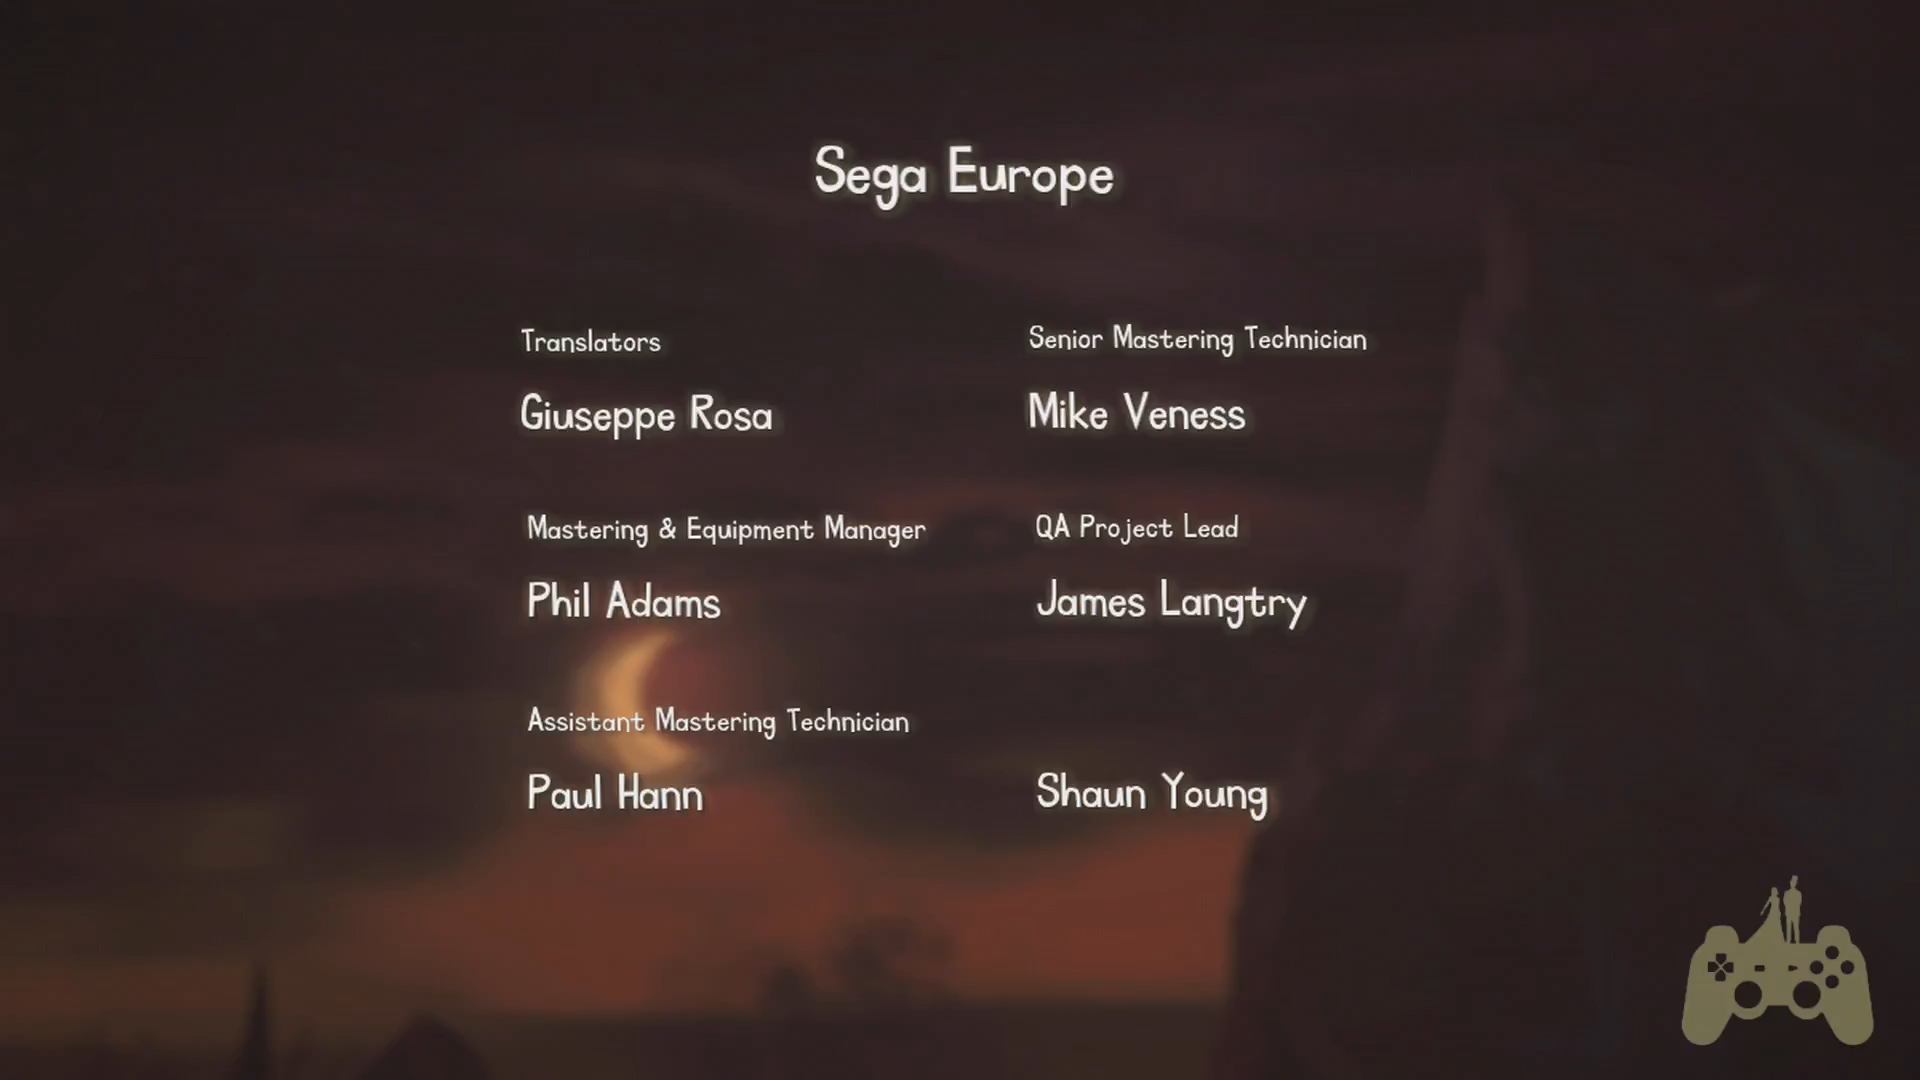 Sega Europe
Translators
Giuseppe Rosa
Senior Mastering Technician
Mike Veness
Mastering & Equipment Manager
Phil Adams
QA Project Lead
James Langtry
Assistant Mastering Technician
Paul Hann
Shaun Young